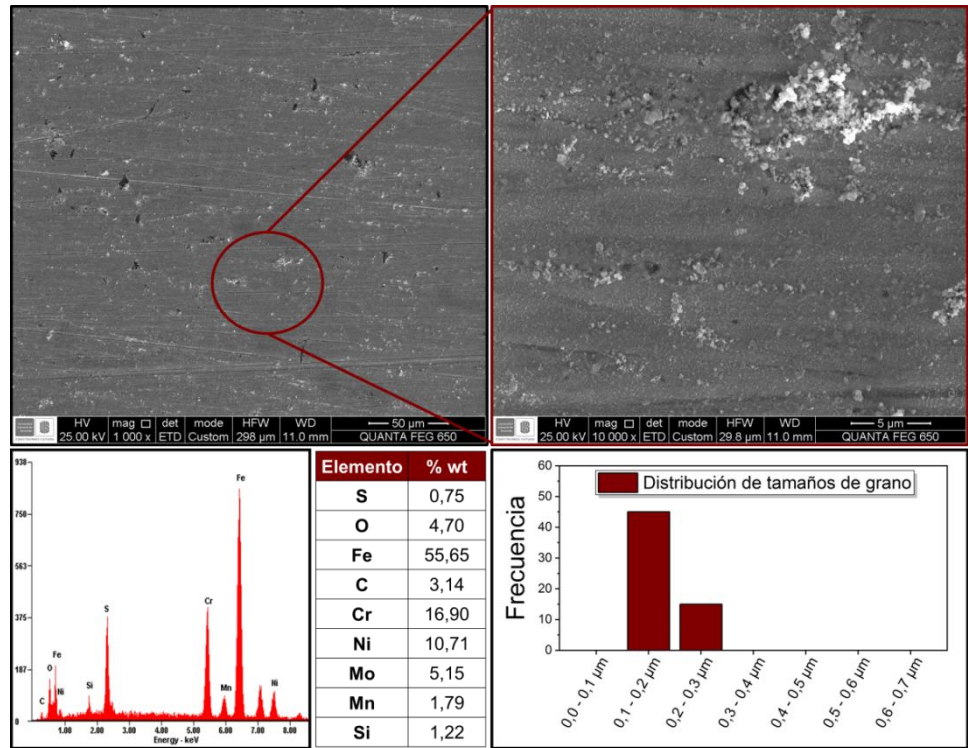 HV mag □ det mode HFW WD 50 µm
25.00 kV 1 000 x ETD Custom 298 µm 11.0 mm QUANTA FEG 650
HV mag □ det mode HFW WD 5 µm
25.00 kV 10 000 x ETD Custom 29.8 µm 11.0 mm QUANTA FEG 650
938
750
563
375
187
0
C
O
Fe
Ni
Si
S
Cr
Mn
Fe
Ni
1.00 2.00 3.00 4.00 5.00 6.00 7.00 8.00
Energy - keV
Elemento % wt
S 0,75
O 4,70
Fe 55,65
C 3,14
Cr 16,90
Ni 10,71
Mo 5,15
Mn 1,79
Si 1,22
Distribución de tamaños de grano
Frecuencia
60
50
40
30
20
10
0
0,0 - 0,1 µm
0,1 - 0,2 µm
0,2 - 0,3 µm
0,3 - 0,4 µm
0,4 - 0,5 µm
0,5 - 0,6 µm
0,6 - 0,7 µm